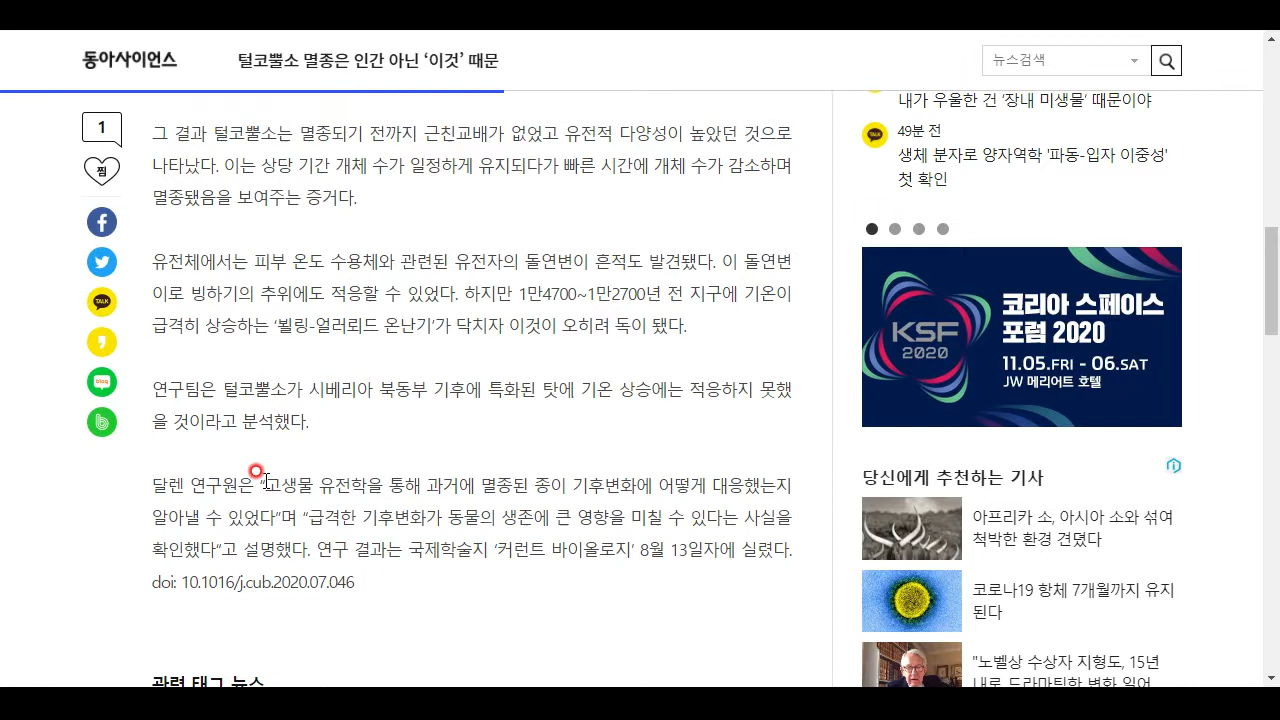 동아사이언스
털코뿔소 멸종은 인간 아닌 ‘이것’ 때문
뉴스검색
1
찜
TALK
blog
그 결과 털코뿔소는 멸종되기 전까지 근친교배가 없었고 유전적 다양성이 높았던 것으로
나타났다. 이는 상당 기간 개체 수가 일정하게 유지되다가 빠른 시간에 개체 수가 감소하며
멸종됐음을 보여주는 증거다.
유전체에서는 피부 온도 수용체와 관련된 유전자의 돌연변이 흔적도 발견됐다. 이 돌연변
이로 빙하기의 추위에도 적응할 수 있었다. 하지만 1만4700~1만2700년 전 지구에 기온이
급격히 상승하는 ‘뵐링-얼러로드 온난기’가 닥치자 이것이 오히려 독이 됐다.
연구팀은 털코뿔소가 시베리아 북동부 기후에 특화된 탓에 기온 상승에는 적응하지 못했
을 것이라고 분석했다.
달렌 연구원은 “고생물 유전학을 통해 과거에 멸종된 종이 기후변화에 어떻게 대응했는지
알아낼 수 있었다”며 “급격한 기후변화가 동물의 생존에 큰 영향을 미칠 수 있다는 사실을
확인했다”고 설명했다. 연구 결과는 국제학술지 ‘커런트 바이올로지’ 8월 13일자에 실렸다.
doi: 10.1016/j.cub.2020.07.046
관련 태그 뉴스
내가 우울한 건 ‘장내 미생물’ 때문이야
TALK
49분 전
생체 분자로 양자역학 '파동-입자 이중성'
첫 확인
KSF
2020
코리아 스페이스
포럼 2020
11.05.FRI - 06.SAT
JW 메리어트 호텔
당신에게 추천하는 기사
아프리카 소, 아시아 소와 섞여
척박한 환경 견뎠다
코로나19 항체 7개월까지 유지
된다
"노벨상 수상자 지형도, 15년
내로 드라마틱한 변화 일어